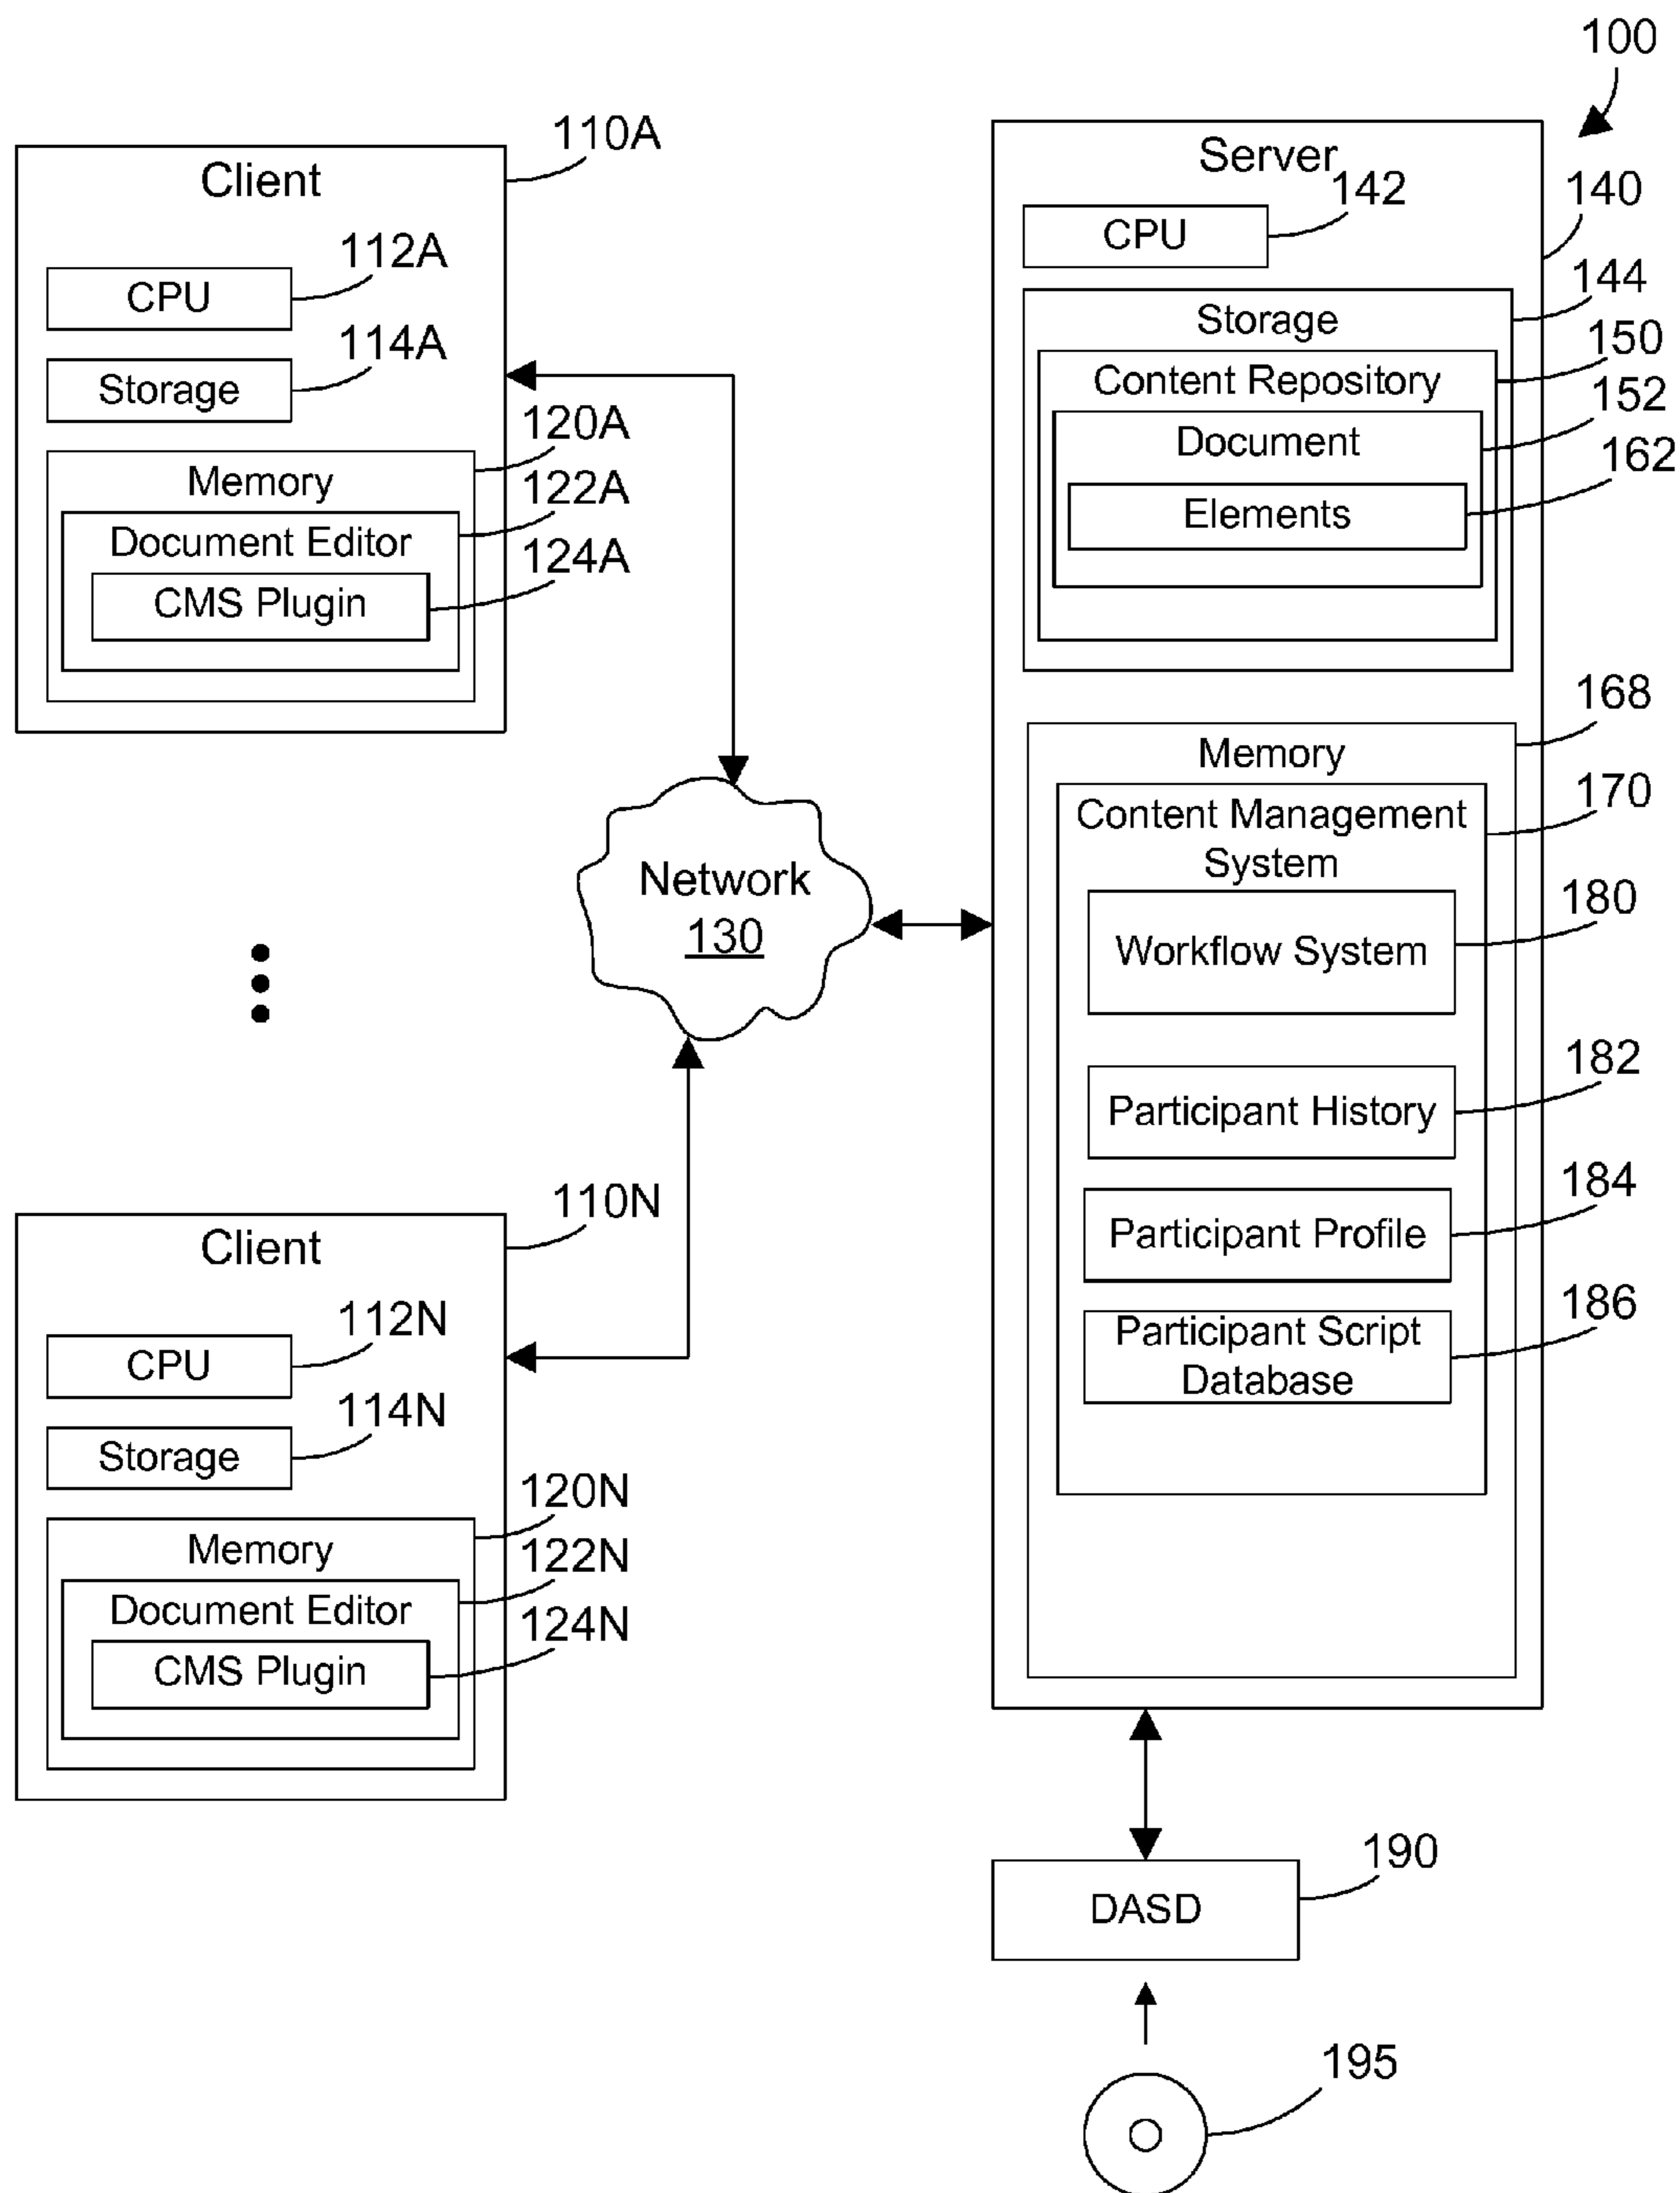 100
110A
Client
112A
CPU
114A
Storage
120A
Memory
122A
Document Editor
124A
CMS Plugin
Network
130
110N
Client
112N
CPU
114N
Storage
120N
Memory
122N
Document Editor
124N
CMS Plugin
Server
142
140
CPU
144
Storage
150
Content Repository
152
Document
162
Elements
168
Memory
170
Content Management
System
180
Workflow System
182
Participant History
184
Participant Profile
186
Participant Script
Database
190
DASD
195